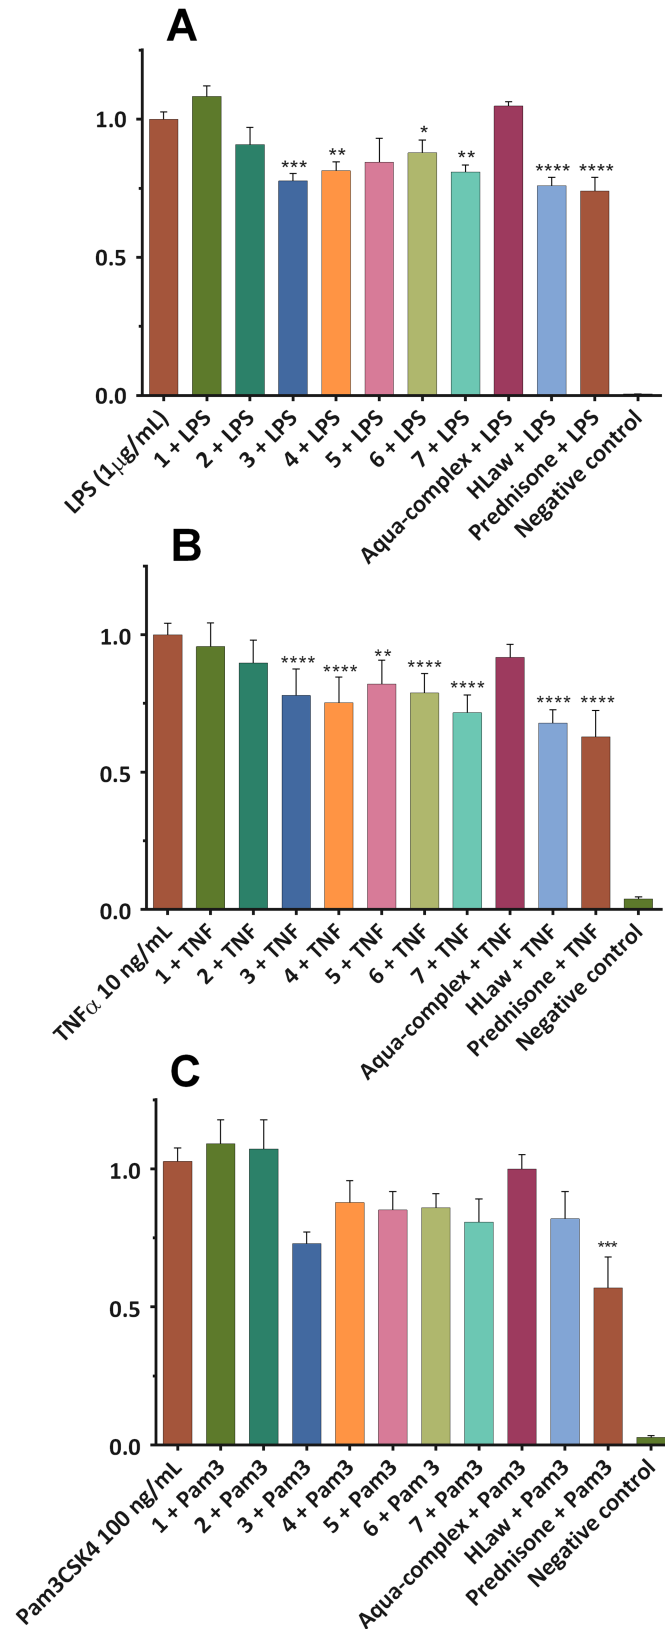 A
1.0
0.5
0.0
***
**
*
**
****
****
LPS (1µg/mL)
1 + LPS
2 + LPS
3 + LPS
4 + LPS
5 + LPS
6 + LPS
7 + LPS
Aqua-complex + LPS
HLaw + LPS
Prednisone + LPS
Negative control
B
1.0
0.5
0.0
****
****
**
****
****
****
****
TNFα 10 ng/mL
1 + TNF
2 + TNF
3 + TNF
4 + TNF
5 + TNF
6 + TNF
7 + TNF
Aqua-complex + TNF
HLaw + TNF
Prednisone + TNF
Negative control
C
1.0
0.5
0.0
***
Pam3CSK4 100 ng/mL
1 + Pam3
2 + Pam3
3 + Pam3
4 + Pam3
5 + Pam3
6 + Pam 3
7 + Pam3
Aqua-complex + Pam3
HLaw + Pam3
Prednisone + Pam3
Negative control